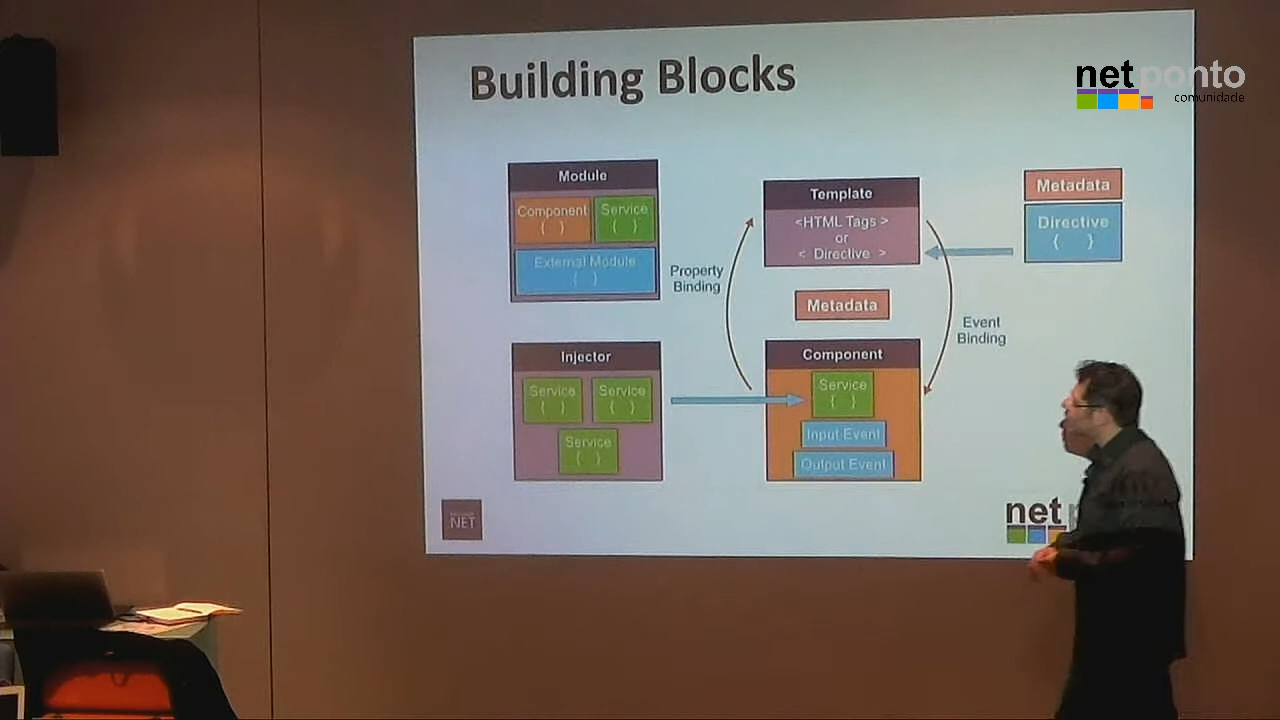 Building Blocks
netponto
comunidade
Module
Component
{ }
Service
{ }
External Module
{ }
Property
Binding
Template
<HTML Tags >
or
< Directive >
Metadata
Directive
{ }
Metadata
Event
Binding
Injector
Service
{ }
Service
{ }
Service
{ }
Component
Service
{ }
Input Event
Output Event
.NET
net